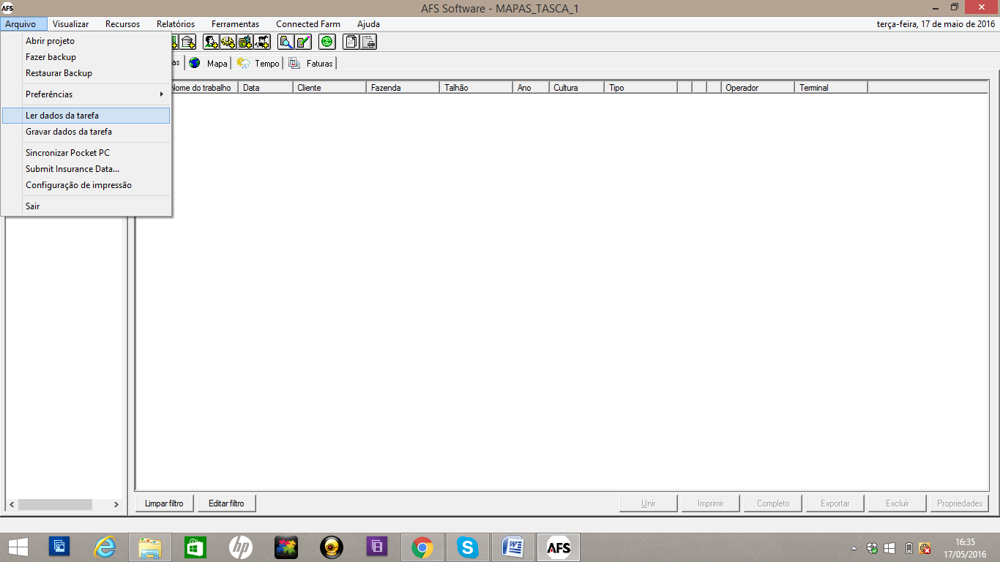 AFS
AFS Software - MAPAS_TASCA_1
Arquivo Visualizar Recursos Relatórios Ferramentas Connected Farm Ajuda terça-feira, 17 de maio de 2016
Abrir projeto
Fazer backup
Restaurar Backup
Preferências
Ler dados da tarefa
Gravar dados da tarefa
Sincronizar Pocket PC
Submit Insurance Data...
Configuração de impressão
Sair
as Mapa Tempo Faturas
Nome do trabalho Data Cliente Fazenda Talhão Ano Cultura Tipo Operador Terminal
Limpar filtro Editar filtro Unir Imprimir Completo Exportar Excluir Propriedades
hp
AFS
16:35
17/05/2016